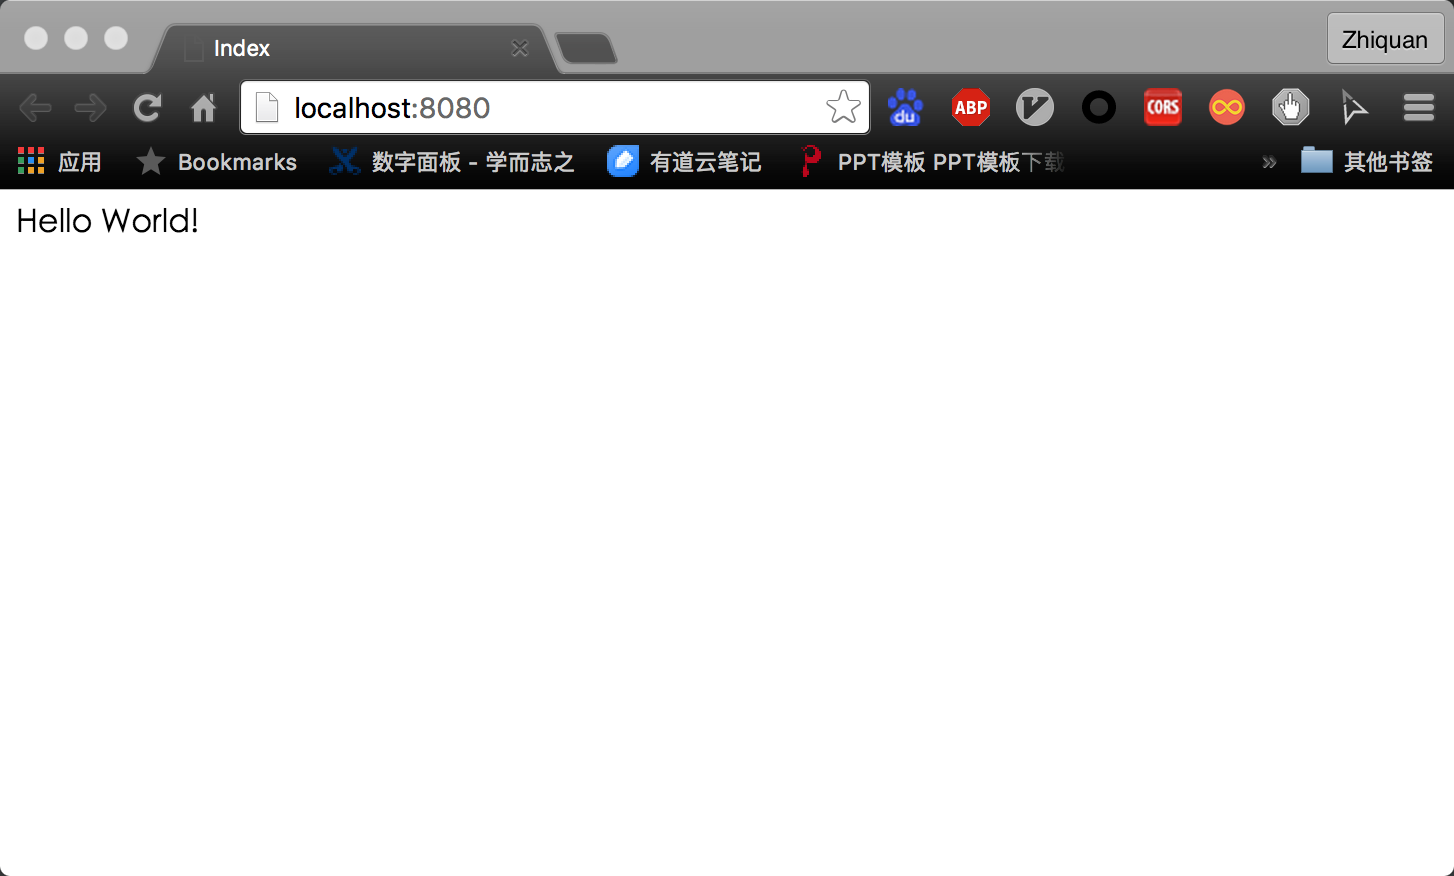 Index
Zhiquan
localhost:8080
du ABP CORS
应用 Bookmarks 数字面板 - 学而志之 有道云笔记 PPT模板 PPT模板下载 » 其他书签
Hello World!